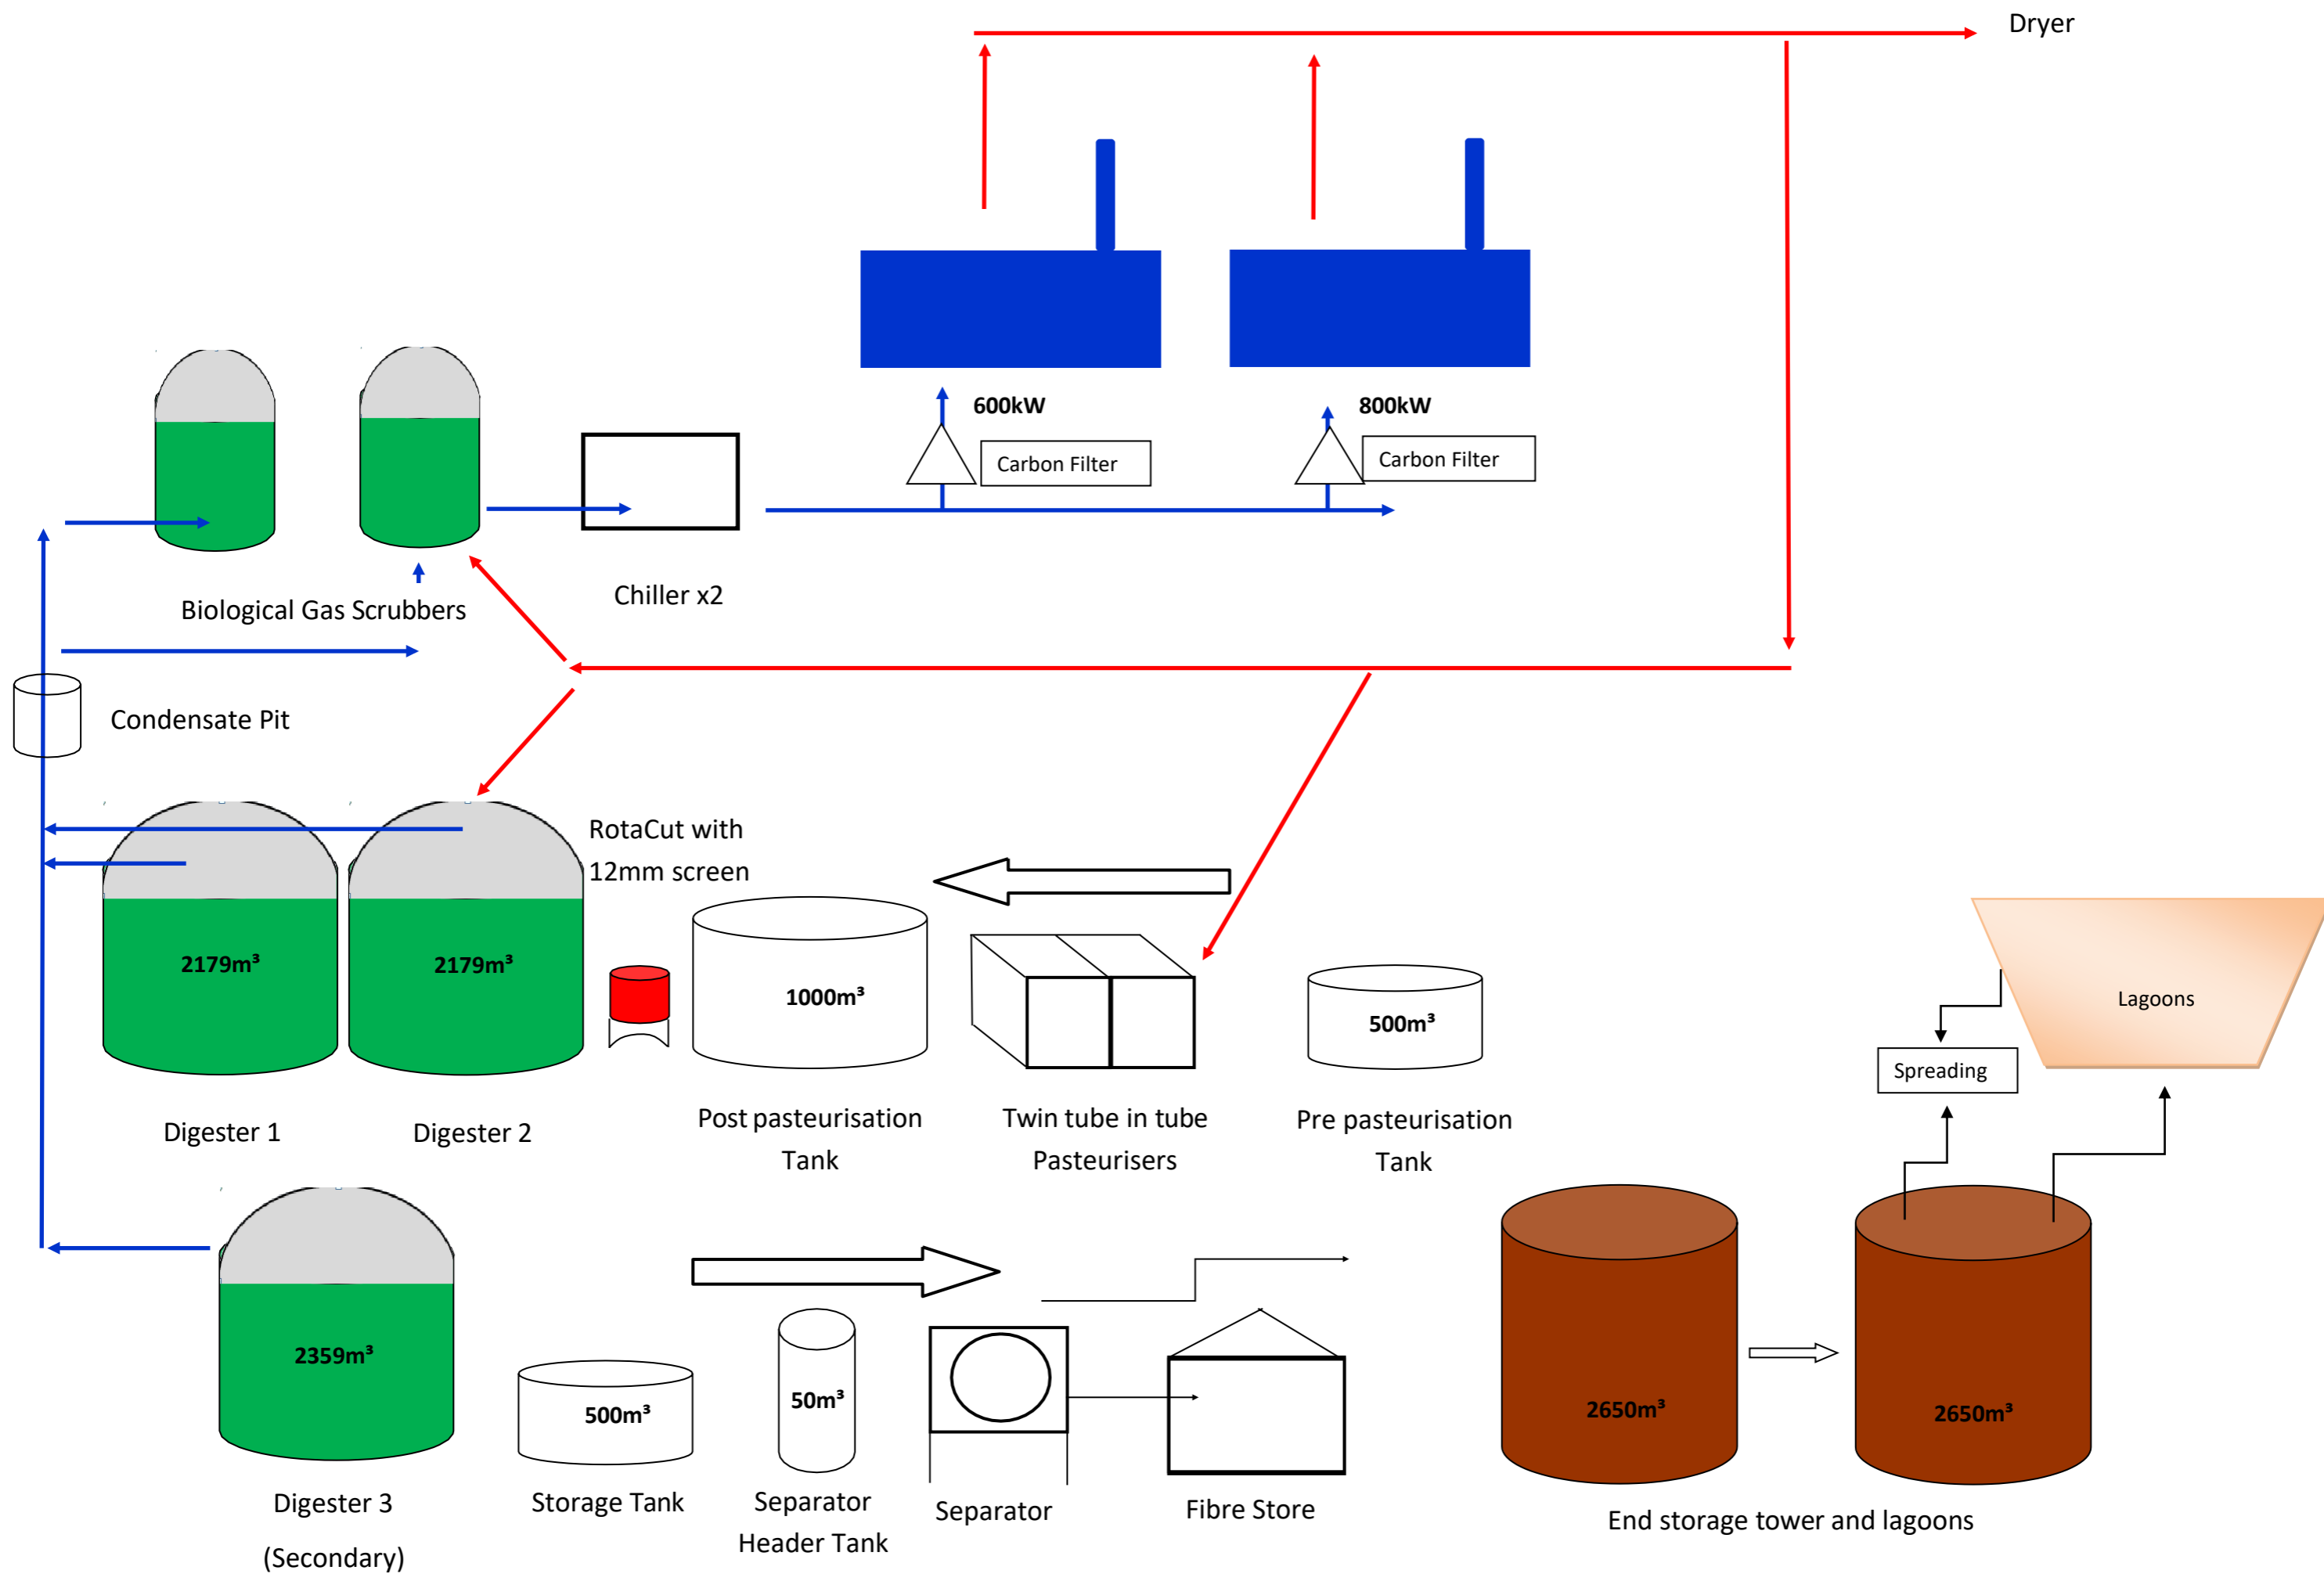 Dryer
600kW
800kW
Carbon Filter
Carbon Filter
Biological Gas Scrubbers
Chiller x2
Condensate Pit
RotaCut with
12mm screen
2179m³
2179m³
1000m³
500m³
Lagoons
Spreading
Digester 1
Digester 2
Post pasteurisation
Tank
Twin tube in tube
Pasteurisers
Pre pasteurisation
Tank
2359m³
500m³
50m³
2650m³
2650m³
Digester 3
(Secondary)
Storage Tank
Separator
Header Tank
Separator
Fibre Store
End storage tower and lagoons